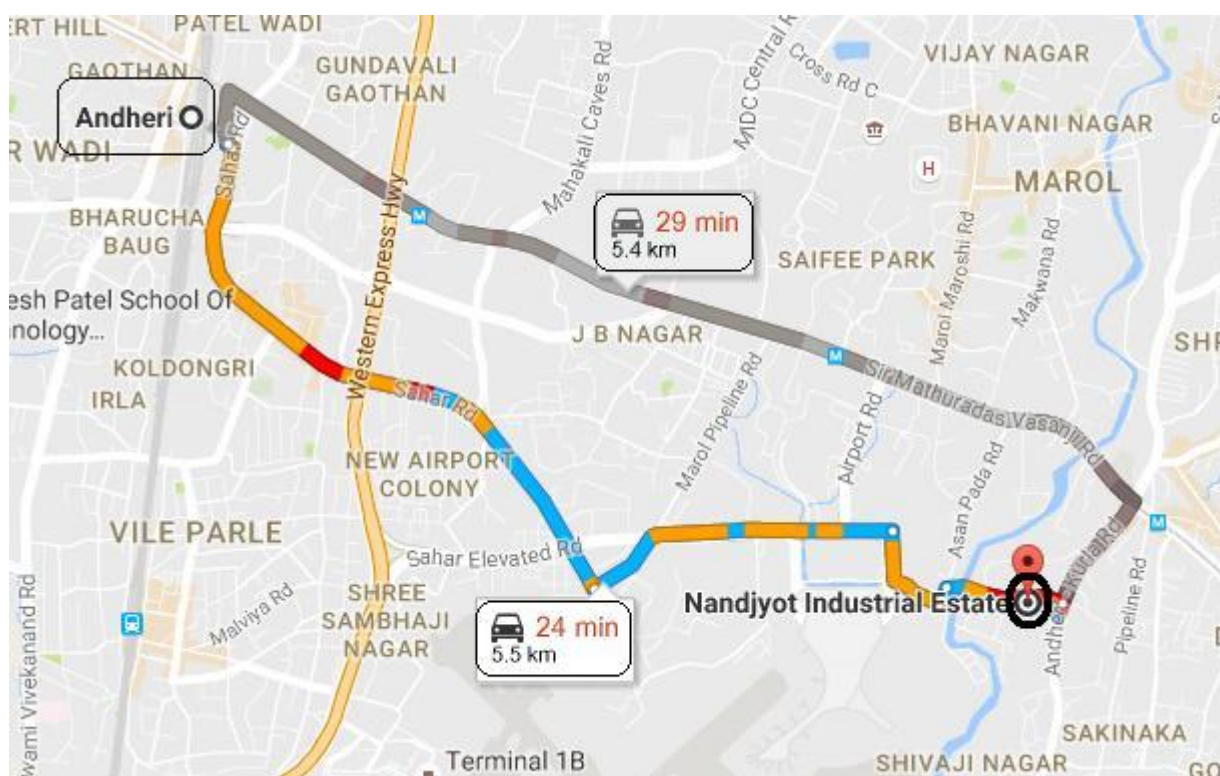 ERT HILL
PATEL WADI
GAOTHAN
GUNDAVALI
GAOTHAN
Andheri
R WADI
Sahar Rd
BHARUCHA
BAUG
Western Express Hwy
Mahakali Caves Rd
MIDC Central R
Cross Rd C
VIJAY NAGAR
BHAVANI NAGAR
H
MAROL
M
29 min
5.4 km
SAIFEE PARK
Marol Maroshi Rd
Makwana Rd
esh Patel School Of
nology...
J B NAGAR
M
SHR
KOLDONGRI
IRLA
Sahar Rd
Sir Mathuradas Vasanji Rd
Marol Pipeline Rd
Airport Rd
NEW AIRPORT
COLONY
Asan Pada Rd
VILE PARLE
Sahar Elevated Rd
M
Andheri-Kurla Rd
Pipeline Rd
SHREE
SAMBHAJI
NAGAR
Malviya Rd
Nandjyot Industrial Estate
24 min
5.5 km
wami Vivekanand Rd
Terminal 1B
SAKINAKA
SHIVAJI NAGAR
GO